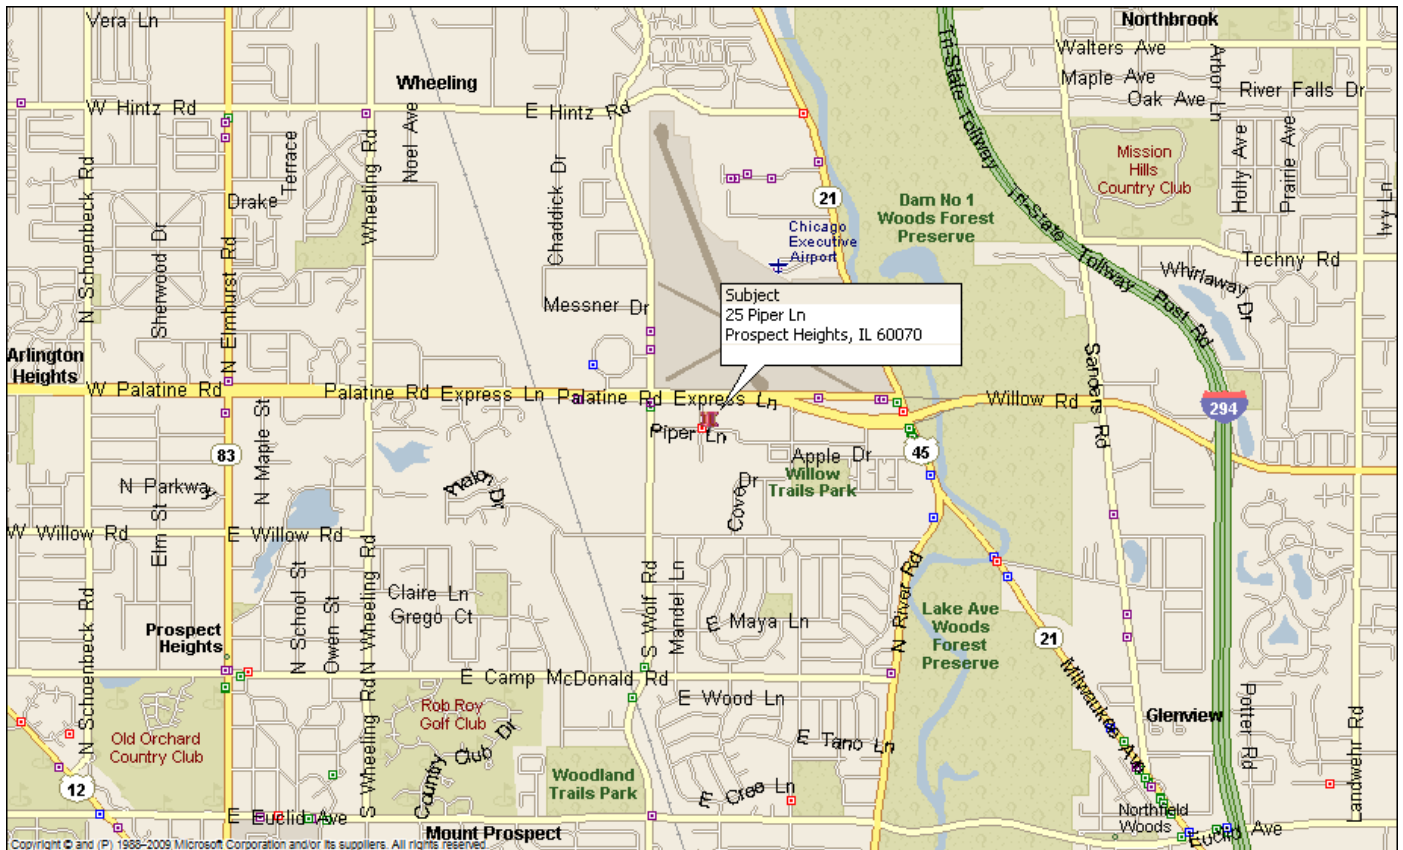 Vera Ln
Northbrook
Walters Ave
Wheeling
Maple Ave
Arbor Ln
River Falls Dr
Oak Ave
W Hintz Rd
E Hintz Rd
Tri-State Tollway
Tri-State Tollway
Noel Ave
Terrace
Drake
Wheeling Rd
Chaddick Dr
Mission
Hills
Country Club
Holly Ave
Prairie Ave
Ivy Ln
N Schoenbeck Rd
Sherwood Dr
N Elmhurst Rd
21
Dam No 1
Woods Forest
Preserve
Chicago
Executive
Airport
Techny Rd
Whirlaway Dr
Post Rd
Messner Dr
Subject
25 Piper Ln
Prospect Heights, IL 60070
Arlington
Heights
W Palatine Rd
Palatine Rd Express Ln
Palatine Rd Express Ln
Willow Rd
Sanders Rd
294
N Maple St
Piper Ln
83
45
Apple Dr
Willow
Trails Park
N Parkway
Elm St
Cove Dr
W Willow Rd
E Willow Rd
N School St
Owen St
N Wheeling Rd
Claire Ln
Grego Ct
S Wolf Rd
Mandel Ln
E Maya Ln
N River Rd
Lake Ave
Woods
Forest
Preserve
21
N Schoenbeck Rd
Prospect
Heights
E Camp McDonald Rd
E Wood Ln
Milwaukee Ave
Glenview
Potter Rd
Landwehr Rd
Rob Roy
Golf Club
Old Orchard
Country Club
S Wheeling Rd
Country Club Dr
E Tano Ln
Woodland
Trails Park
E Cree Ln
12
E Euclid Ave
Mount Prospect
Northfield
Woods
Euclid Ave
Copyright © and (P) 1988–2009 Microsoft Corporation and/or its suppliers. All rights reserved.